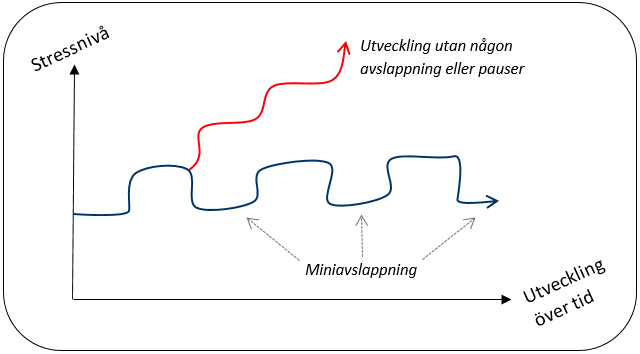 Stressnivå
Utveckling utan någon
avslappning eller pauser
Miniavslappning
Utveckling
över tid